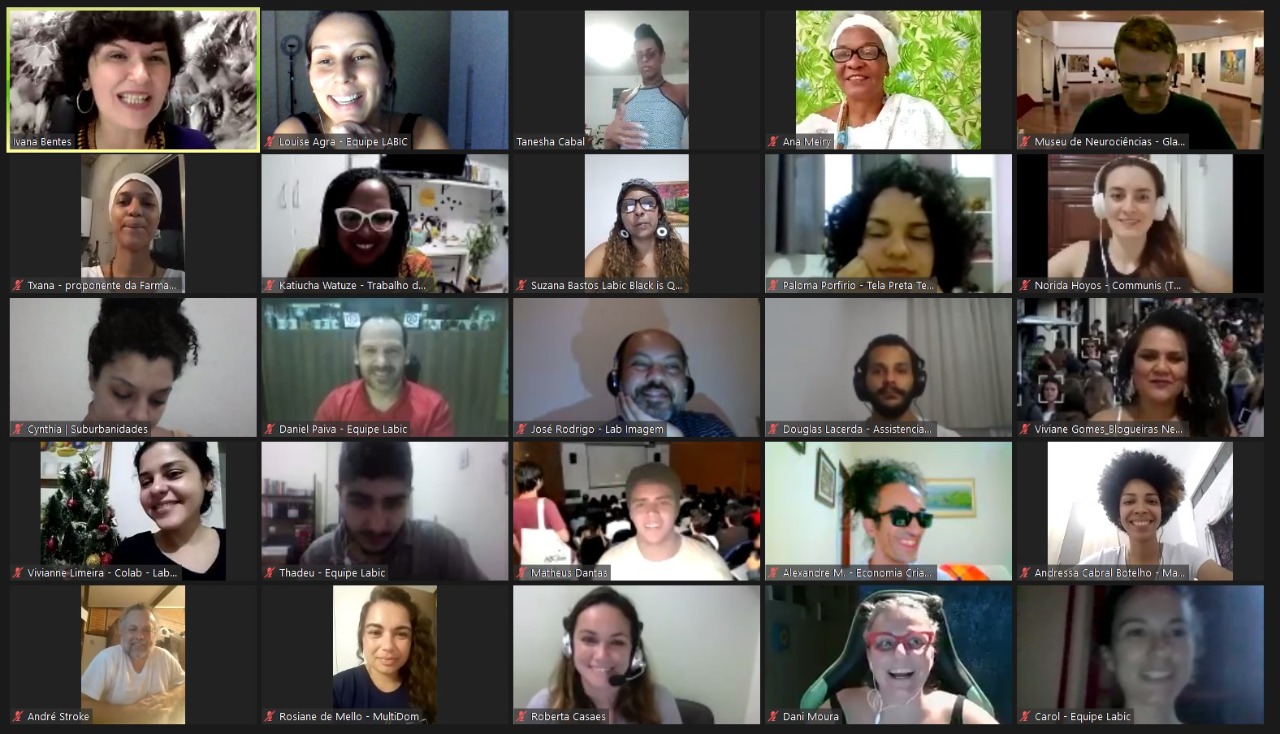 Ivana Bentes
Louise Agra - Equipe LABIC
Tanesha Cabal
Ana Meiry
Museu de Neurociências - Gla...
Txana - proponente da Farma...
Katiucha Watuze - Trabalho d...
Suzana Bastos Labic Black is Q...
Paloma Porfirio - Tela Preta Te...
Norida Hoyos - Communis (T...
Cynthia | Suburbanidades
Daniel Paiva - Equipe Labic
José Rodrigo - Lab Imagem
Douglas Lacerda - Assistencia...
Viviane Gomes_Blogueiras Ne...
Vivianne Limeira - Colab - Lab...
Thadeu - Equipe Labic
Matheus Dantas
Alexandre M. - Economia Cria...
Andressa Cabral Botelho - Ma...
André Stroke
Rosiane de Mello - MultiDom_
Roberta Casaes
Dani Moura
Carol - Equipe Labic